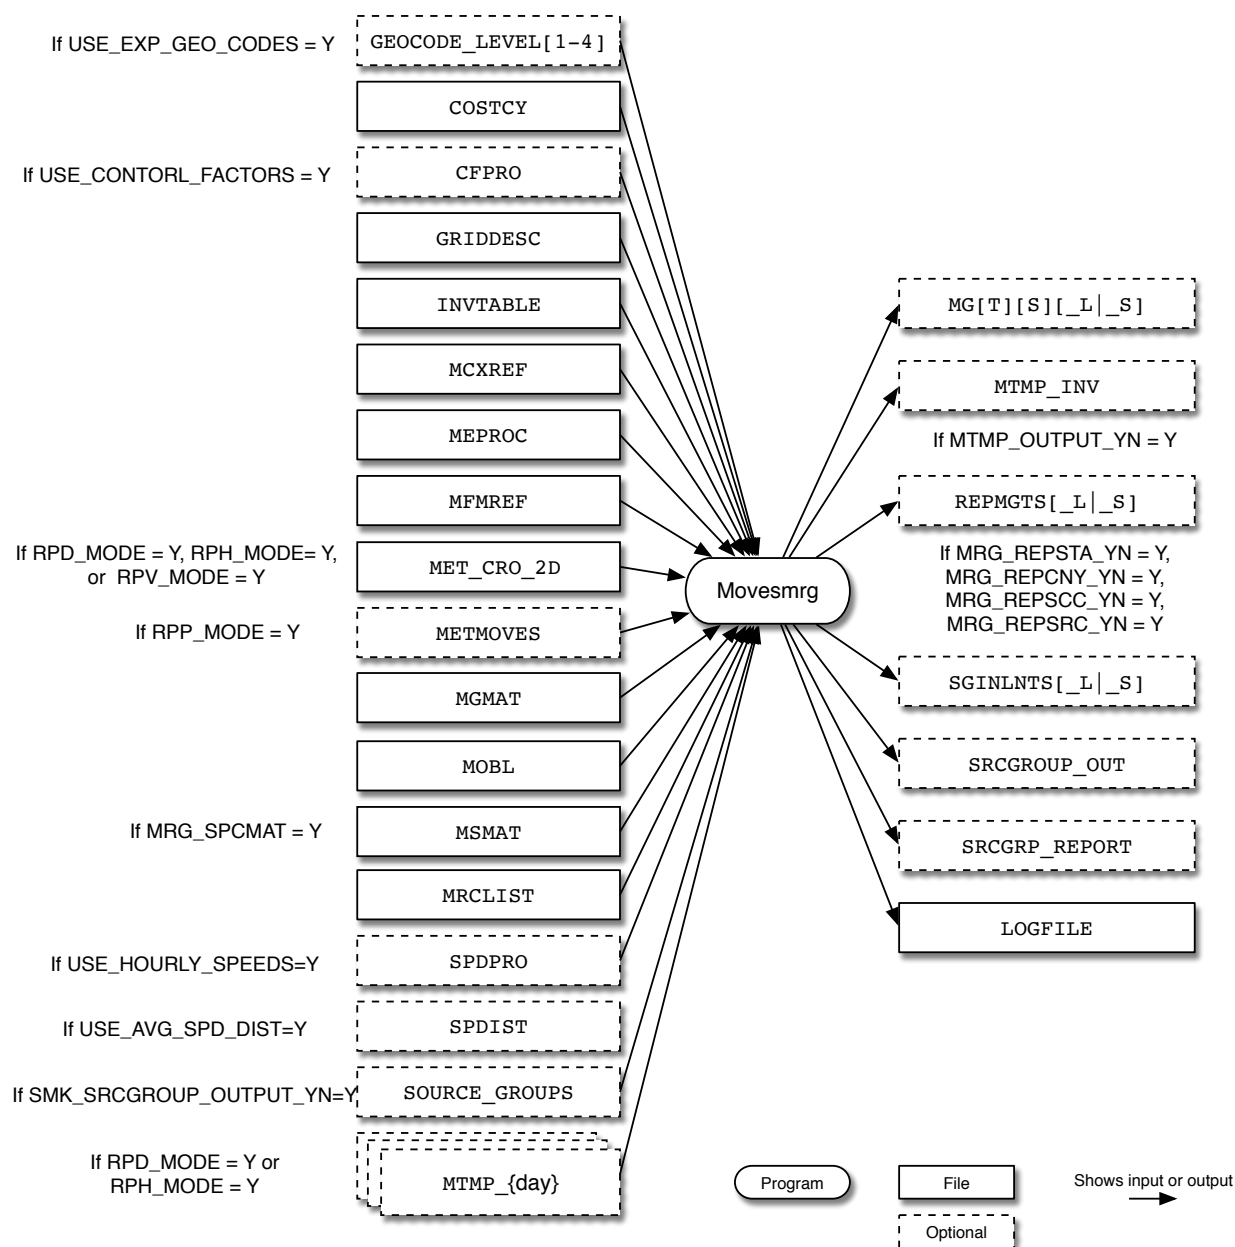 If USE_EXP_GEO_CODES = Y
GEOCODE_LEVEL[1-4]
COSTCY
If USE_CONTORL_FACTORS = Y
CFPRO
GRIDDESC
INVTABLE
MCXREF
MEPROC
MFMREF
If RPD_MODE = Y, RPH_MODE= Y,
or RPV_MODE = Y
MET_CRO_2D
If RPP_MODE = Y
METMOVES
MGMAT
MOBL
If MRG_SPCMAT = Y
MSMAT
MRCLIST
If USE_HOURLY_SPEEDS=Y
SPDPRO
If USE_AVG_SPD_DIST=Y
SPDIST
If SMK_SRCGROUP_OUTPUT_YN=Y
SOURCE_GROUPS
If RPD_MODE = Y or
RPH_MODE = Y
MTMP_{day}
Movesmrg
MG[T][S][_L|_S]
MTMP_INV
If MTMP_OUTPUT_YN = Y
REPMGTS[_L|_S]
If MRG_REPSTA_YN = Y,
MRG_REPCNY_YN = Y,
MRG_REPSCC_YN = Y,
MRG_REPSRC_YN = Y
SGINLNTS[_L|_S]
SRCGROUP_OUT
SRCGRP_REPORT
LOGFILE
Program
File
Shows input or output
Optional